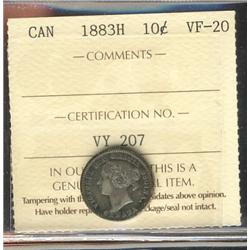 CAN 1883H 10¢ VF-20
— COMMENTS —
— CERTIFICATION NO. —
VY 207
IN OU THIS IS A
GENU AL ITEM.
Tampering with th dates above opinion.
Have holder rep ckage/seal not intact.